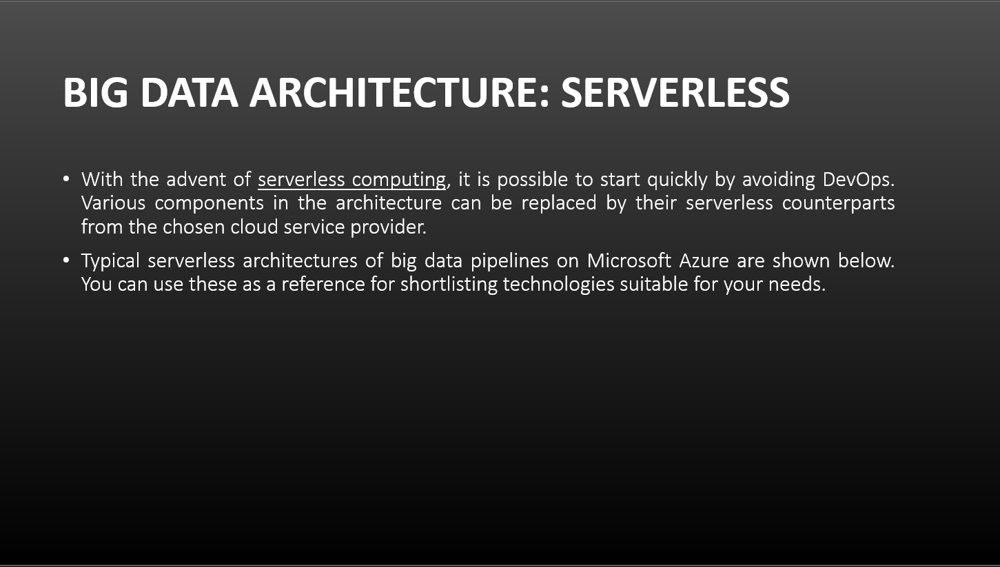 BIG DATA ARCHITECTURE: SERVERLESS
• With the advent of serverless computing, it is possible to start quickly by avoiding DevOps.
Various components in the architecture can be replaced by their serverless counterparts
from the chosen cloud service provider.
• Typical serverless architectures of big data pipelines on Microsoft Azure are shown below.
You can use these as a reference for shortlisting technologies suitable for your needs.